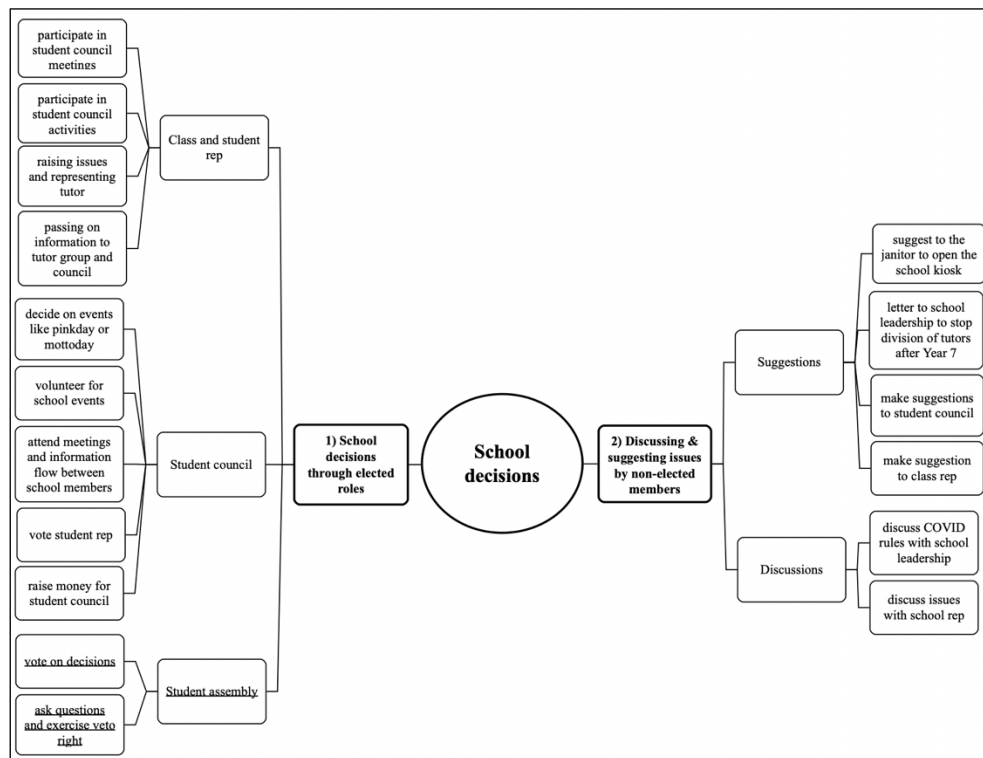 participate in
student council
meetings
participate in
student council
activities
raising issues
and representing
tutor
passing on
information to
tutor group and
council
Class and student
rep
decide on events
like pinkday or
mottoday
volunteer for
school events
attend meetings
and information
flow between
school members
vote student rep
raise money for
student council
Student council
vote on decisions
ask questions
and exercise veto
right
Student assembly
1) School
decisions
through elected
roles
School
decisions
2) Discussing &
suggesting issues
by non-elected
members
Suggestions
suggest to the
janitor to open the
school kiosk
letter to school
leadership to stop
division of tutors
after Year 7
make suggestions
to student council
make suggestion
to class rep
Discussions
discuss COVID
rules with school
leadership
discuss issues
with school rep